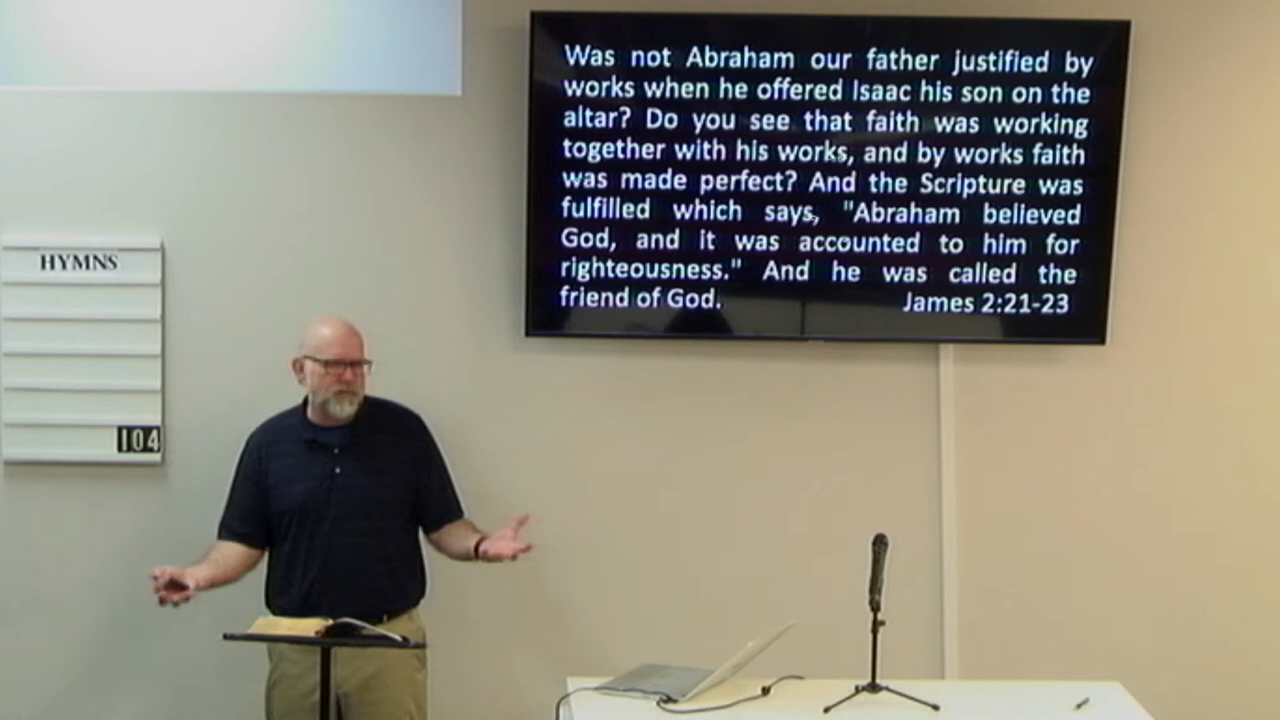 Was not Abraham our father justified by
works when he offered Isaac his son on the
altar? Do you see that faith was working
together with his works, and by works faith
was made perfect? And the Scripture was
fulfilled which says, "Abraham believed
God, and it was accounted to him for
righteousness." And he was called the
friend of God. James 2:21-23
HYMNS
104